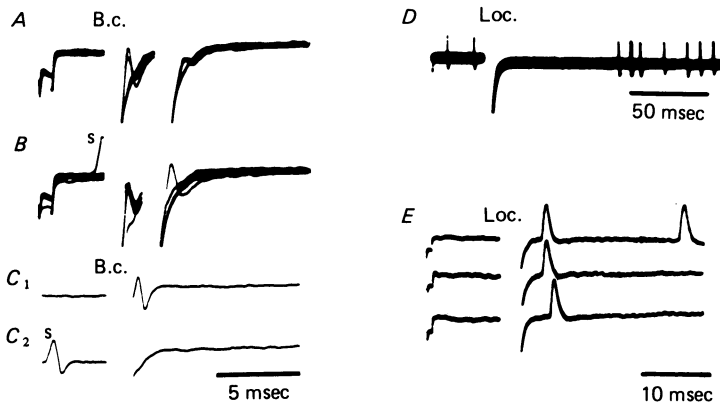 A B.c.
B s
B.c.
C1
C2 s
5 msec
D Loc.
50 msec
E Loc.
10 msec